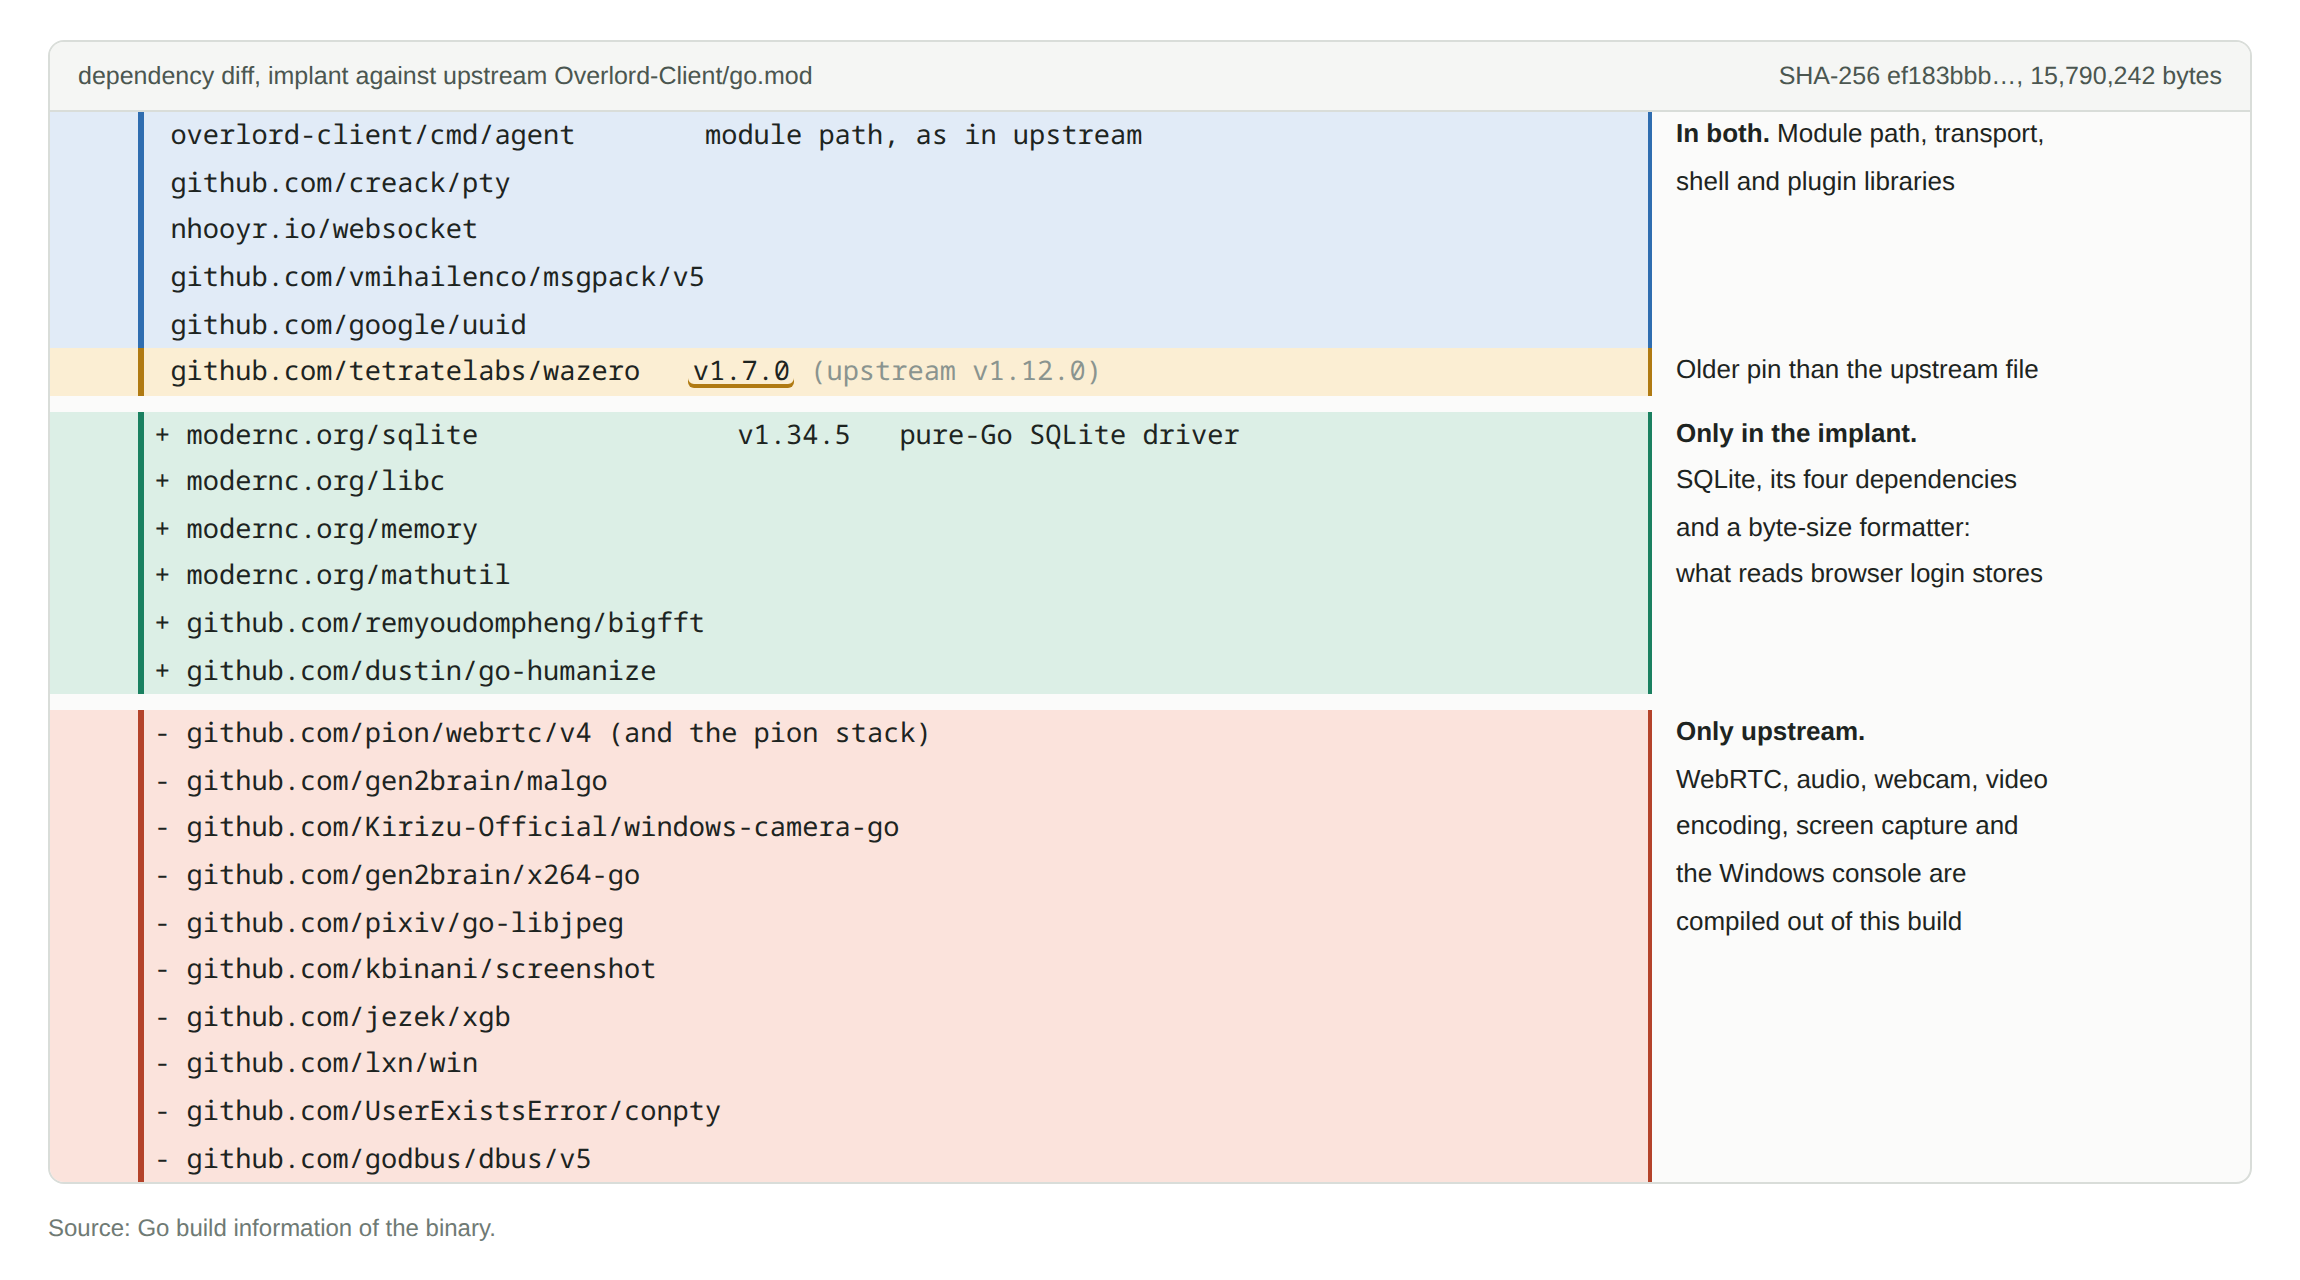 dependency diff, implant against upstream Overlord-Client/go.mod
SHA-256 ef183bbb…, 15,790,242 bytes
overlord-client/cmd/agent module path, as in upstream
In both. Module path, transport,
github.com/creack/pty
shell and plugin libraries
nhooyr.io/websocket
github.com/vmihailenco/msgpack/v5
github.com/google/uuid
github.com/tetratelabs/wazero v1.7.0 (upstream v1.12.0)
Older pin than the upstream file
+ modernc.org/sqlite v1.34.5 pure-Go SQLite driver
Only in the implant.
+ modernc.org/libc
SQLite, its four dependencies
+ modernc.org/memory
and a byte-size formatter:
+ modernc.org/mathutil
what reads browser login stores
+ github.com/remyoudompheng/bigfft
+ github.com/dustin/go-humanize
- github.com/pion/webrtc/v4 (and the pion stack)
Only upstream.
- github.com/gen2brain/malgo
WebRTC, audio, webcam, video
- github.com/Kirizu-Official/windows-camera-go
encoding, screen capture and
- github.com/gen2brain/x264-go
the Windows console are
- github.com/pixiv/go-libjpeg
compiled out of this build
- github.com/kbinani/screenshot
- github.com/jezek/xgb
- github.com/lxn/win
- github.com/UserExistsError/conpty
- github.com/godbus/dbus/v5
Source: Go build information of the binary.